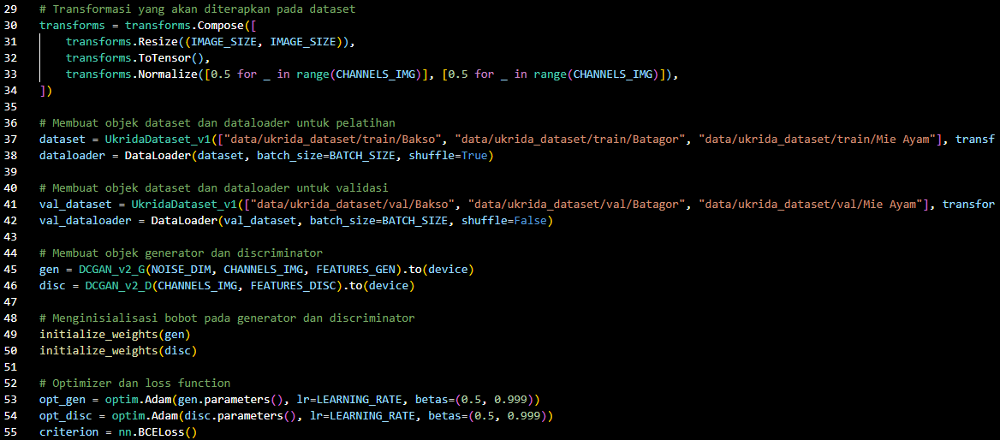 29 # Transformasi yang akan diterapkan pada dataset
30 transforms = transforms.Compose([
31     transforms.Resize((IMAGE_SIZE, IMAGE_SIZE)),
32     transforms.ToTensor(),
33     transforms.Normalize([0.5 for _ in range(CHANNELS_IMG)], [0.5 for _ in range(CHANNELS_IMG)]),
34 ])
35
36 # Membuat objek dataset dan dataloader untuk pelatihan
37 dataset = UkridaDataset_v1(["data/ukrida_dataset/train/Bakso", "data/ukrida_dataset/train/Batagor", "data/ukrida_dataset/train/Mie Ayam"], transf
38 dataloader = DataLoader(dataset, batch_size=BATCH_SIZE, shuffle=True)
39
40 # Membuat objek dataset dan dataloader untuk validasi
41 val_dataset = UkridaDataset_v1(["data/ukrida_dataset/val/Bakso", "data/ukrida_dataset/val/Batagor", "data/ukrida_dataset/val/Mie Ayam"], transfor
42 val_dataloader = DataLoader(val_dataset, batch_size=BATCH_SIZE, shuffle=False)
43
44 # Membuat objek generator dan discriminator
45 gen = DCGAN_v2_G(NOISE_DIM, CHANNELS_IMG, FEATURES_GEN).to(device)
46 disc = DCGAN_v2_D(CHANNELS_IMG, FEATURES_DISC).to(device)
47
48 # Menginisialisasi bobot pada generator dan discriminator
49 initialize_weights(gen)
50 initialize_weights(disc)
51
52 # Optimizer dan loss function
53 opt_gen = optim.Adam(gen.parameters(), lr=LEARNING_RATE, betas=(0.5, 0.999))
54 opt_disc = optim.Adam(disc.parameters(), lr=LEARNING_RATE, betas=(0.5, 0.999))
55 criterion = nn.BCELoss()